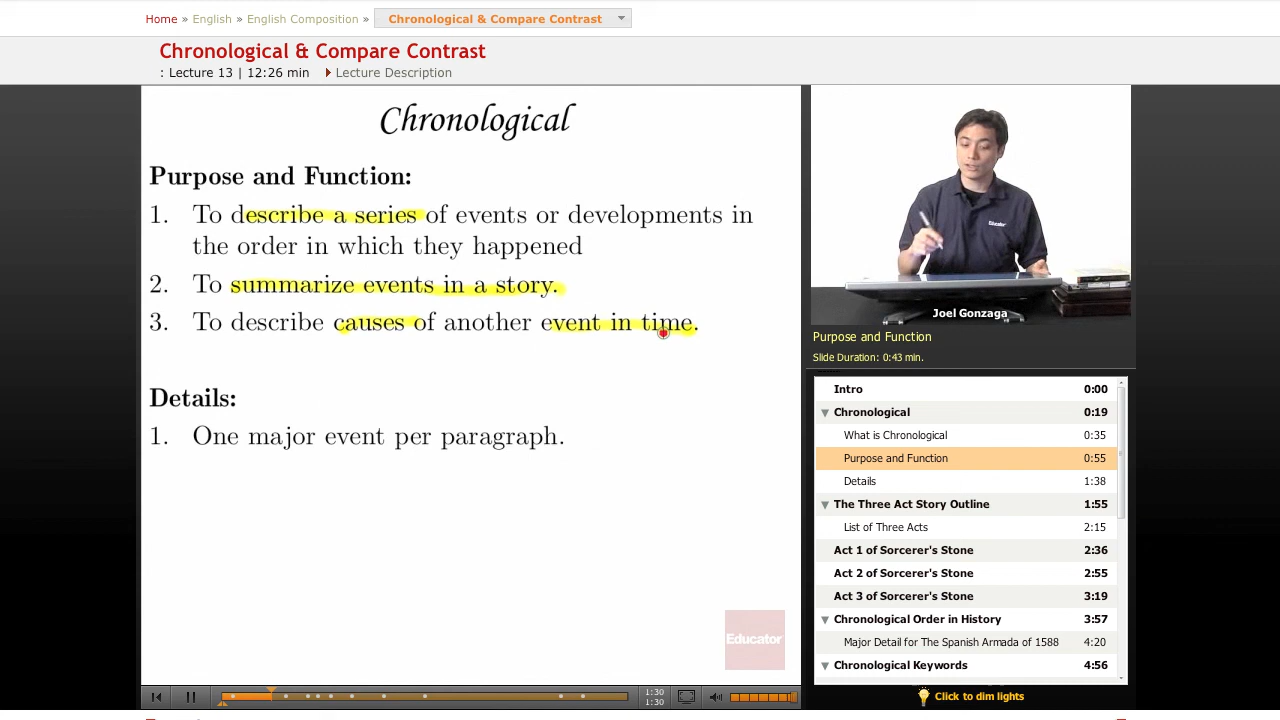 Home » English » English Composition » Chronological & Compare Contrast
Chronological & Compare Contrast
: Lecture 13 | 12:26 min Lecture Description
Chronological
Purpose and Function:
1. To describe a series of events or developments in
the order in which they happened
2. To summarize events in a story.
3. To describe causes of another event in time.
Details:
1. One major event per paragraph.
Educator
Educator
Joel Gonzaga
Purpose and Function
Slide Duration: 0:43 min.
Intro 0:00
Chronological 0:19
What is Chronological 0:35
Purpose and Function 0:55
Details 1:38
The Three Act Story Outline 1:55
List of Three Acts 2:15
Act 1 of Sorcerer's Stone 2:36
Act 2 of Sorcerer's Stone 2:55
Act 3 of Sorcerer's Stone 3:19
Chronological Order in History 3:57
Major Detail for The Spanish Armada of 1588 4:20
Chronological Keywords 4:56
1:30
1:30
Click to dim lights